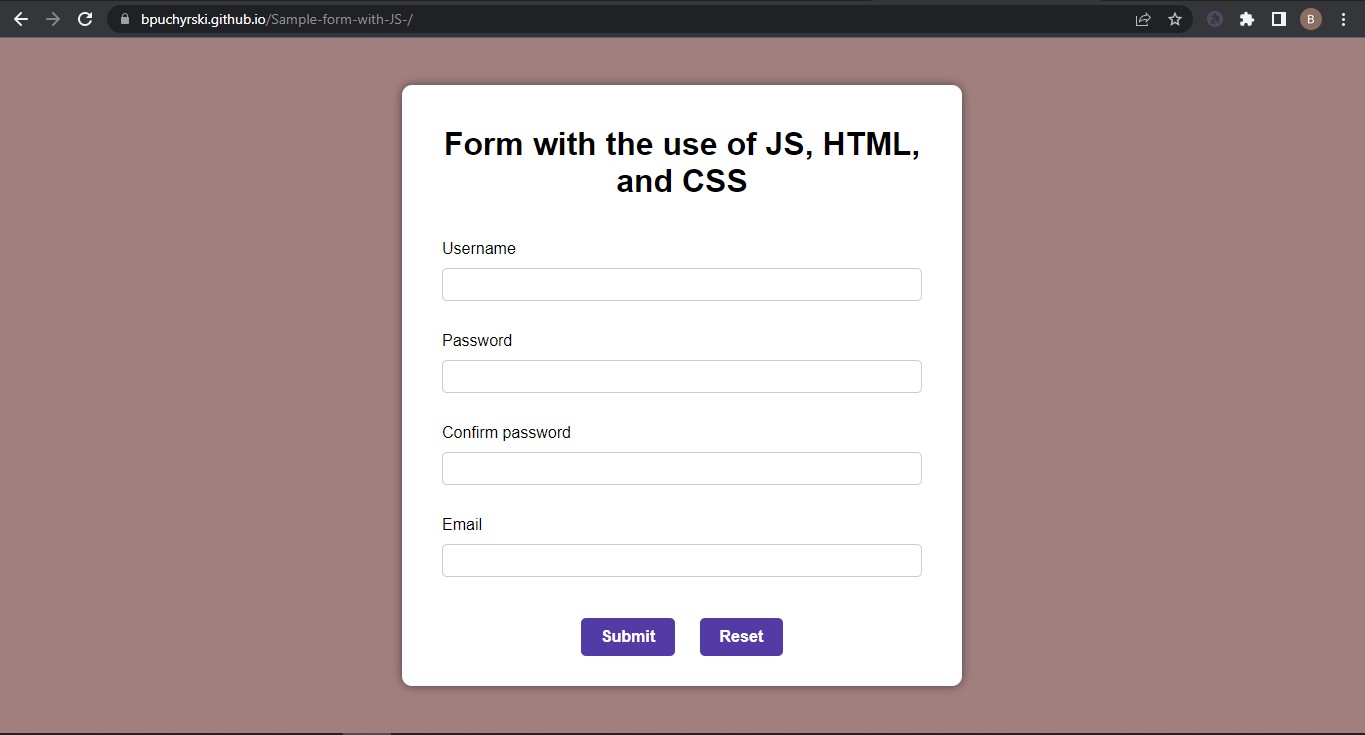 bpuchyrski.github.io/Sample-form-with-JS-/
B
Form with the use of JS, HTML,
and CSS
Username
Password
Confirm password
Email
Submit Reset